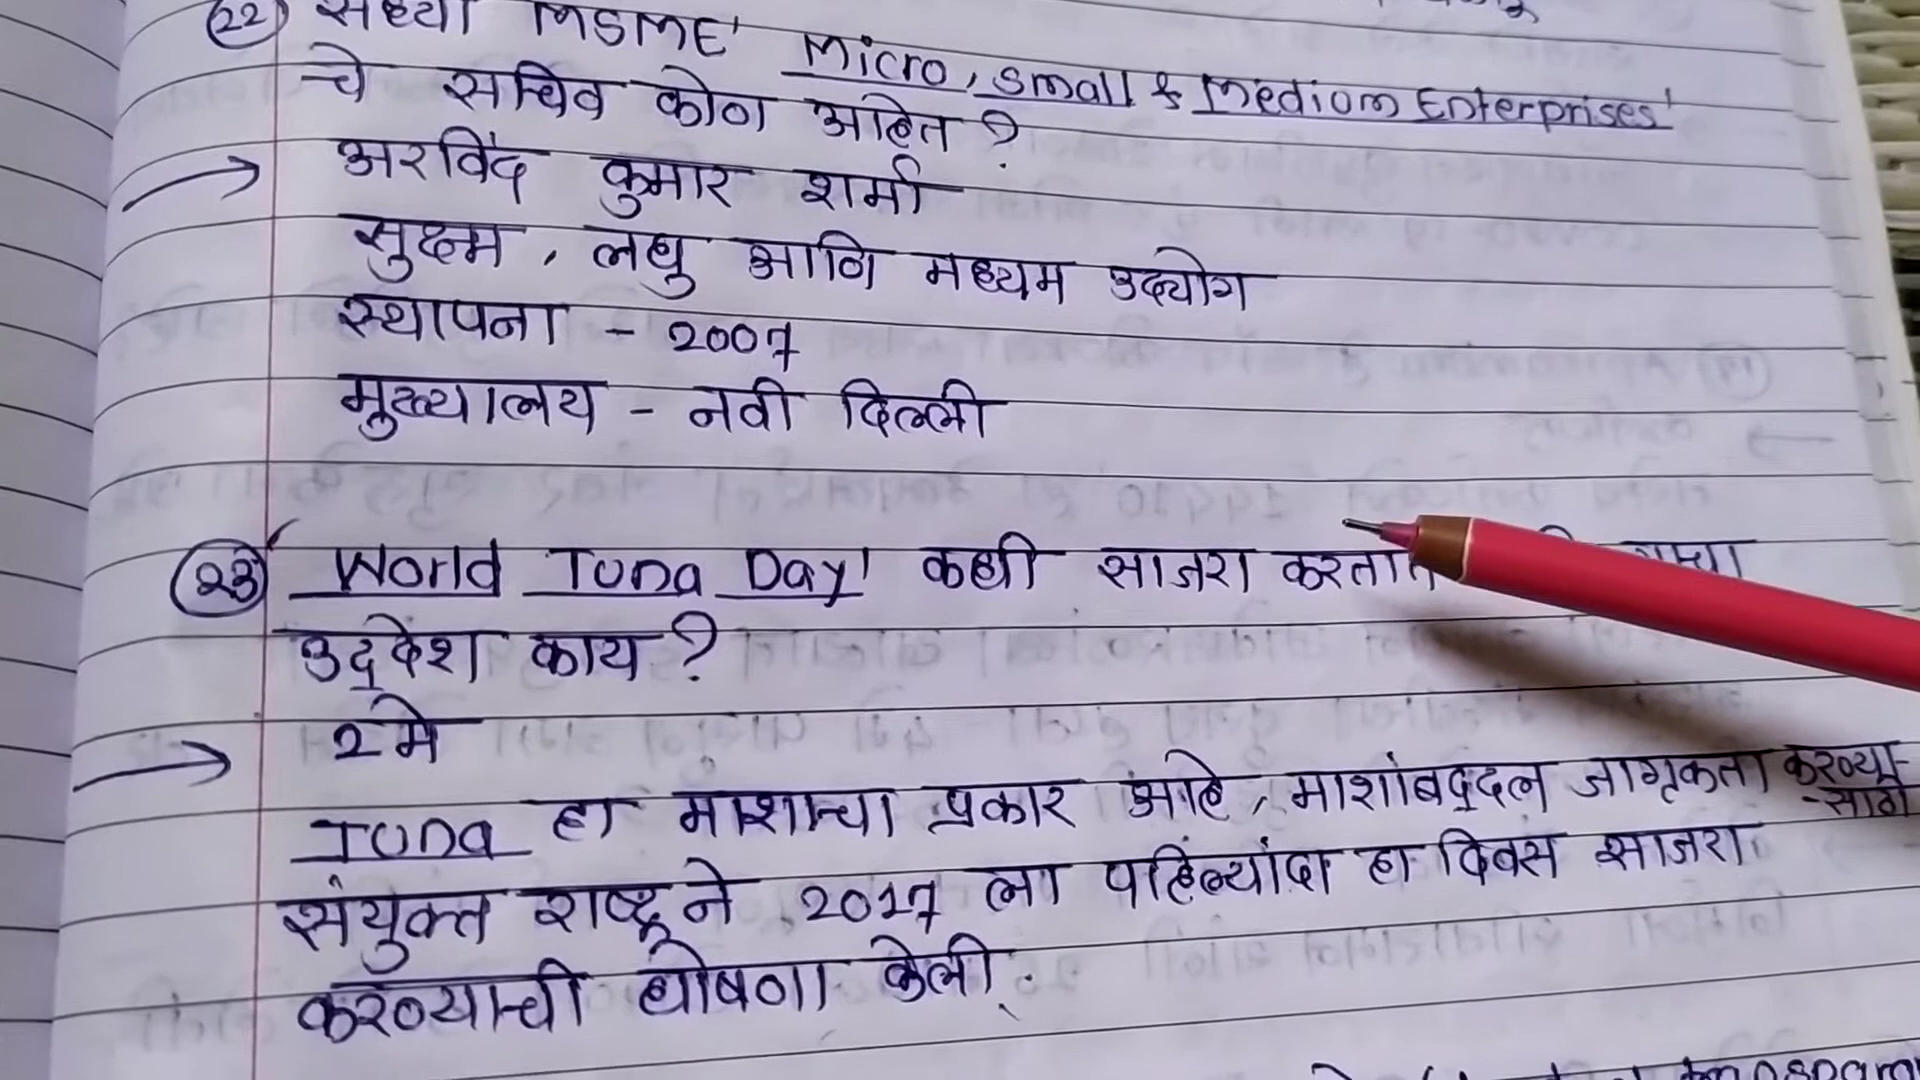 22) सध्या MSME' Micro, small & Mediom Enterprises'
चे सचिव कोण आहेत ?
→ अरविंद कुमार शर्मा
सुक्ष्म, लघु आणि मध्यम उद्योग
स्थापना - 2007
मुख्यालय - नवी दिल्ली
23) World Tuna Day' कधी साजरा करतात
उद्देश काय ?
→ 2 मे
Tuna हा माशाचा प्रकार आहे, माशांबद्दल जागृकता करण्या-
-साठी
संयुक्त राष्ट्रने 2017 ला पहिल्यांदा हा दिवस साजरा
करण्याची घोषणा केली.